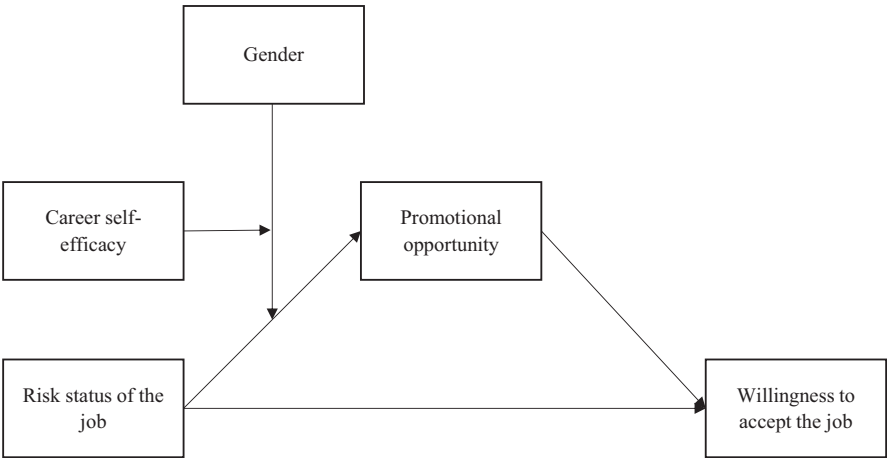 Gender
Career self-
efficacy
Promotional
opportunity
Risk status of the
job
Willingness to
accept the job